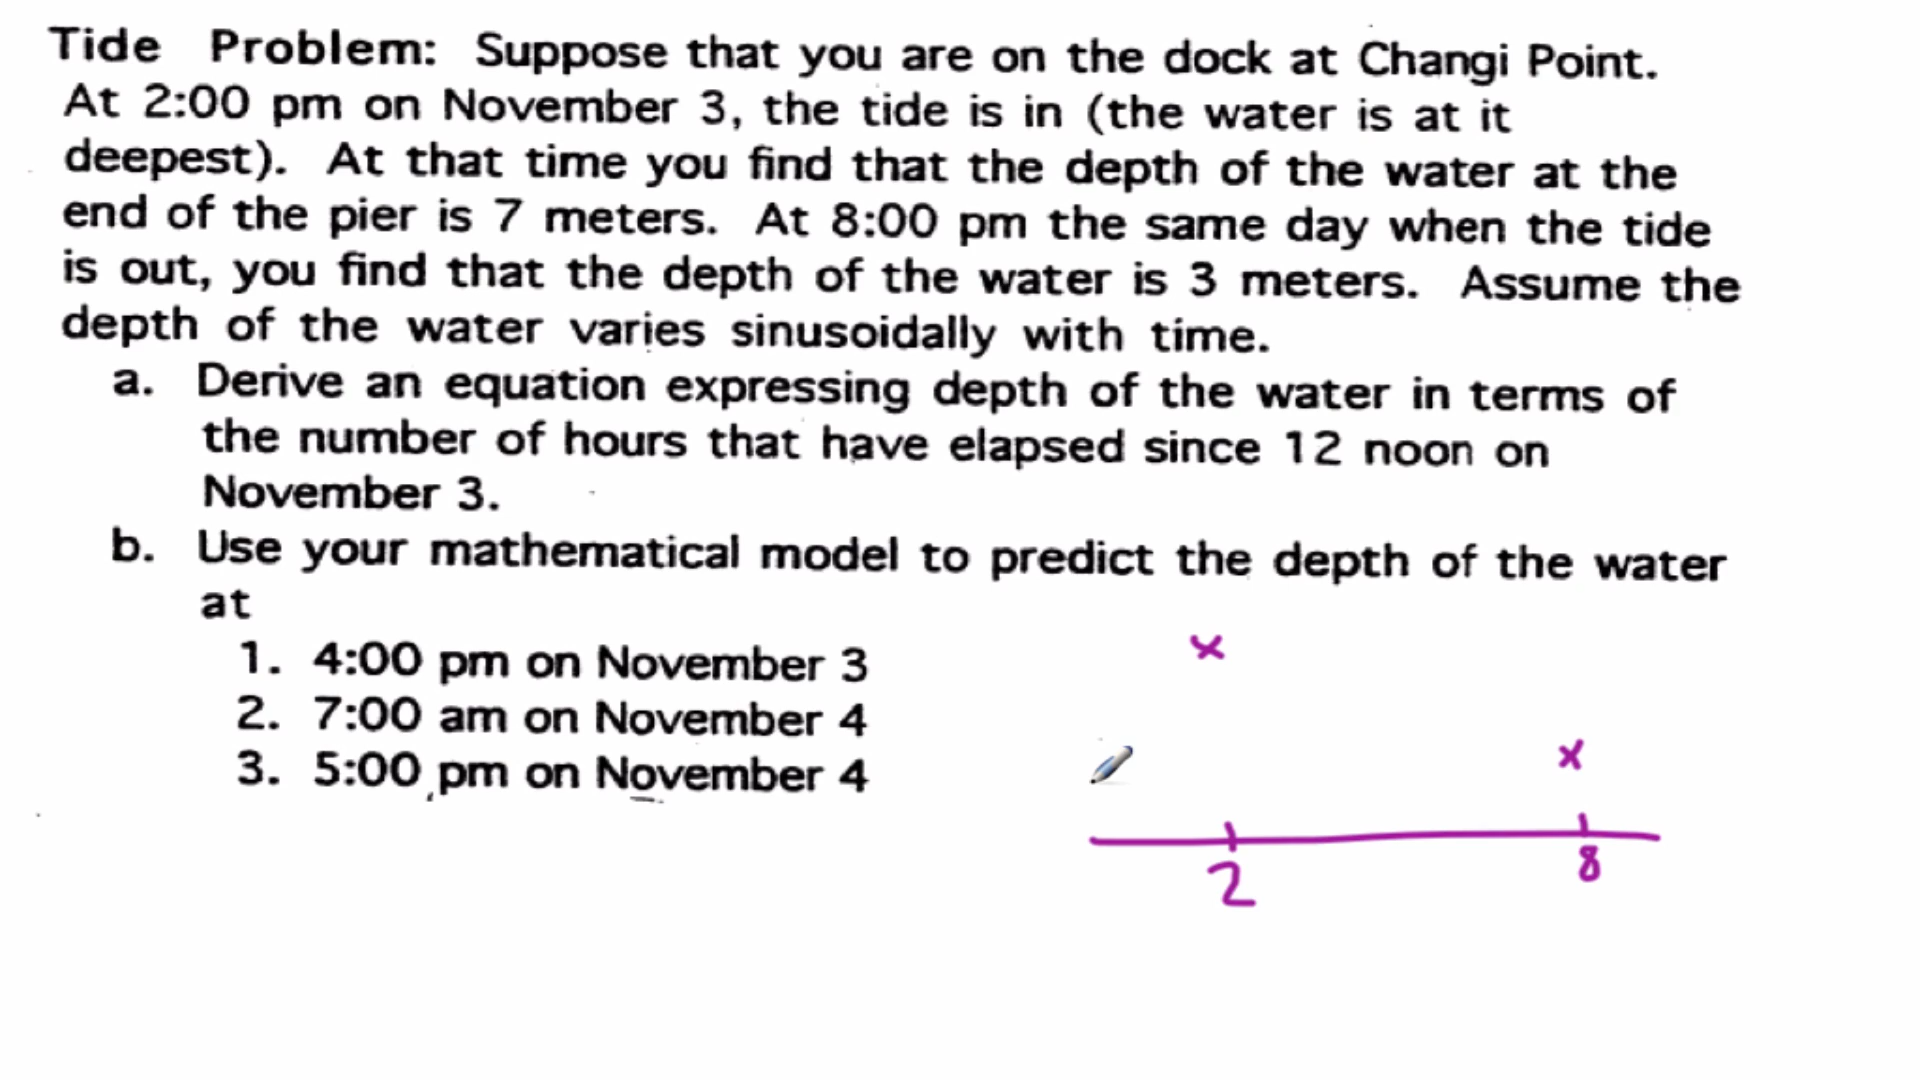 Tide Problem: Suppose that you are on the dock at Changi Point.
At 2:00 pm on November 3, the tide is in (the water is at it
deepest). At that time you find that the depth of the water at the
end of the pier is 7 meters. At 8:00 pm the same day when the tide
is out, you find that the depth of the water is 3 meters. Assume the
depth of the water varies sinusoidally with time.
a. Derive an equation expressing depth of the water in terms of
the number of hours that have elapsed since 12 noon on
November 3.
b. Use your mathematical model to predict the depth of the water
at
1. 4:00 pm on November 3
2. 7:00 am on November 4
3. 5:00 pm on November 4
x
x
2 8